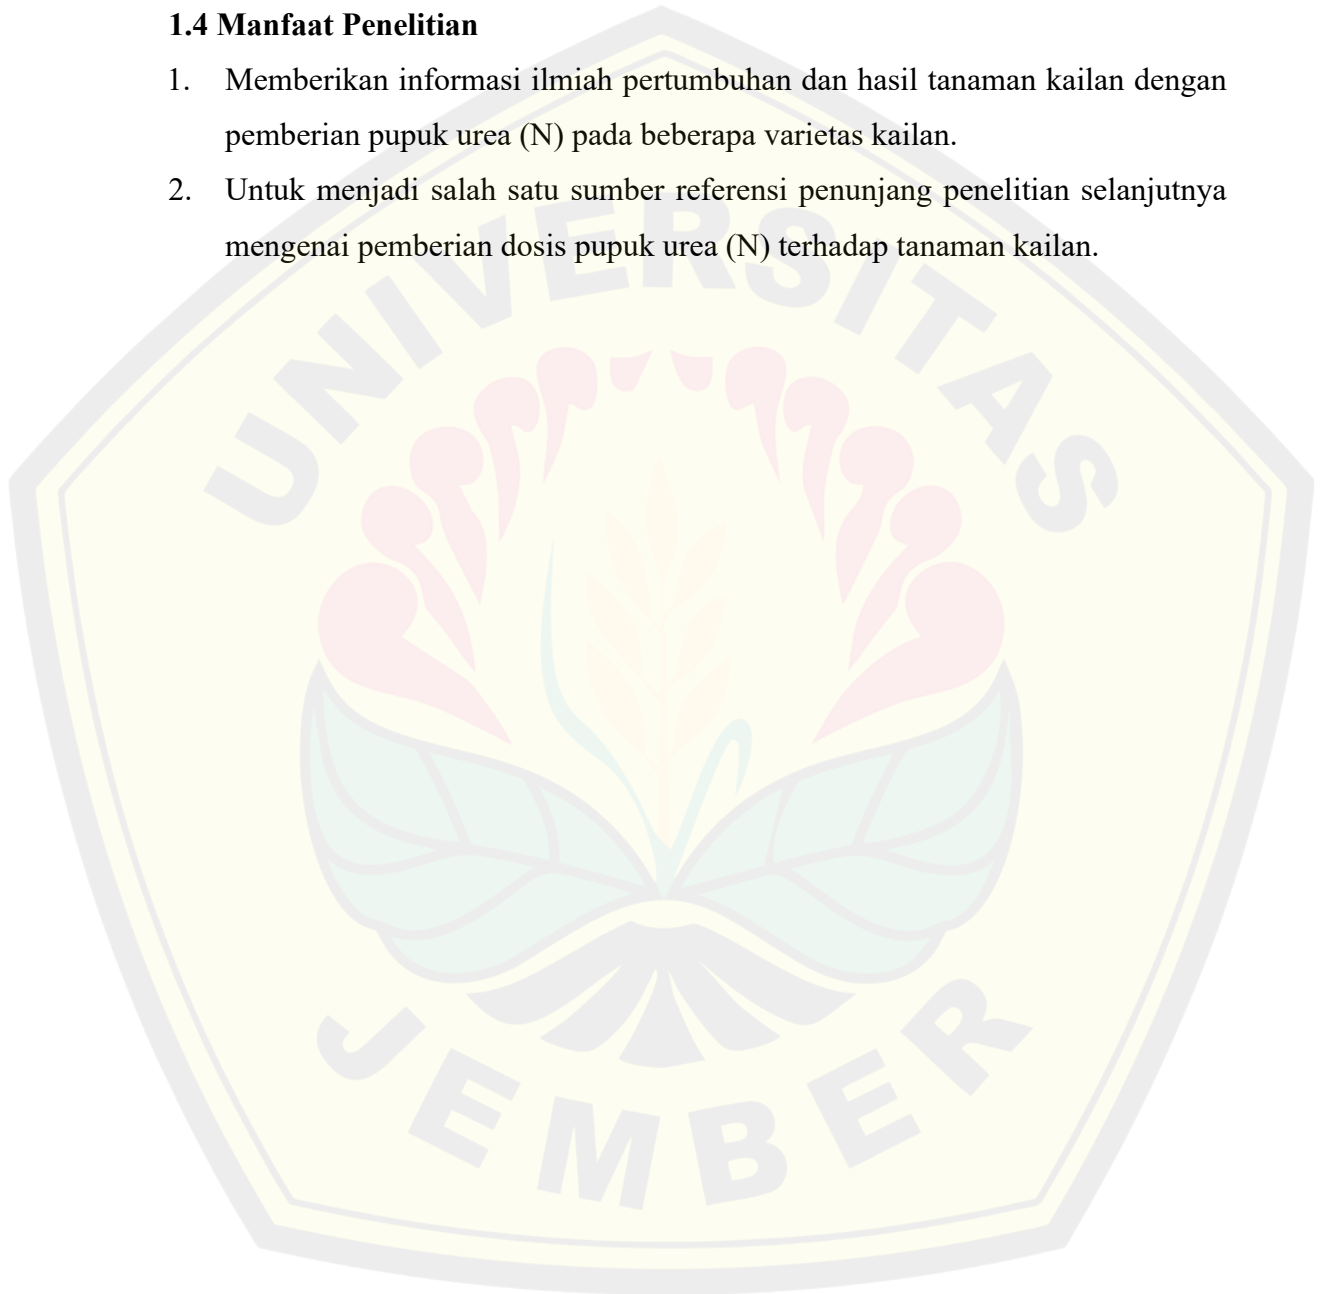 1.4 Manfaat Penelitian
1. Memberikan informasi ilmiah pertumbuhan dan hasil tanaman kailan dengan
pemberian pupuk urea (N) pada beberapa varietas kailan.
2. Untuk menjadi salah satu sumber referensi penunjang penelitian selanjutnya
mengenai pemberian dosis pupuk urea (N) terhadap tanaman kailan.
UNIVERSITAS
JEMBER